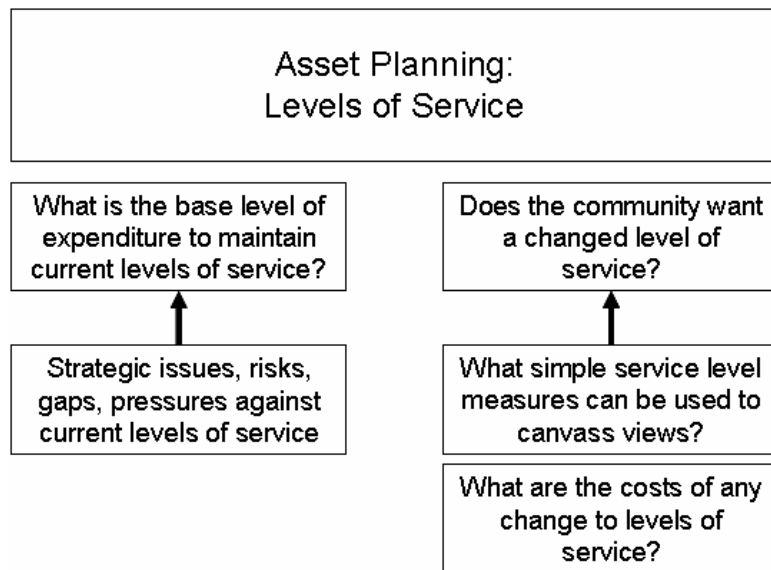 Asset Planning:
Levels of Service
What is the base level of
expenditure to maintain
current levels of service?
Does the community want
a changed level of
service?
Strategic issues, risks,
gaps, pressures against
current levels of service
What simple service level
measures can be used to
canvass views?
What are the costs of any
change to levels of
service?